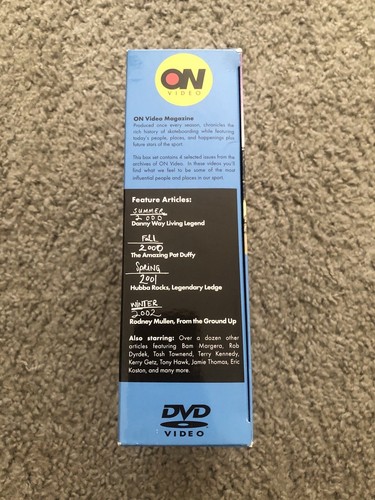 ON
VIDEO
ON Video Magazine
Produced once every season, chronicles the
rich history of skateboarding while featuring
today's people, places, and happenings plus
future stars of the sport.
This box set contains 4 selected issues from the
archives of ON Video. In these videos you'll
find what we feel to be some of the most
influential people and places in our sport.
Feature Articles:
SUMMER
2000
Danny Way Living Legend
Fall
2000
The Amazing Pat Duffy
SPRING
2001
Hubba Rocks, Legendary Ledge
WINTER
2002
Rodney Mullen, From the Ground Up
Also starring: Over a dozen other
articles featuring Bam Margera, Rob
Dyrdek, Tosh Townend, Terry Kennedy,
Kerry Getz, Tony Hawk, Jamie Thomas, Eric
Koston, and many more.
DVD
VIDEO